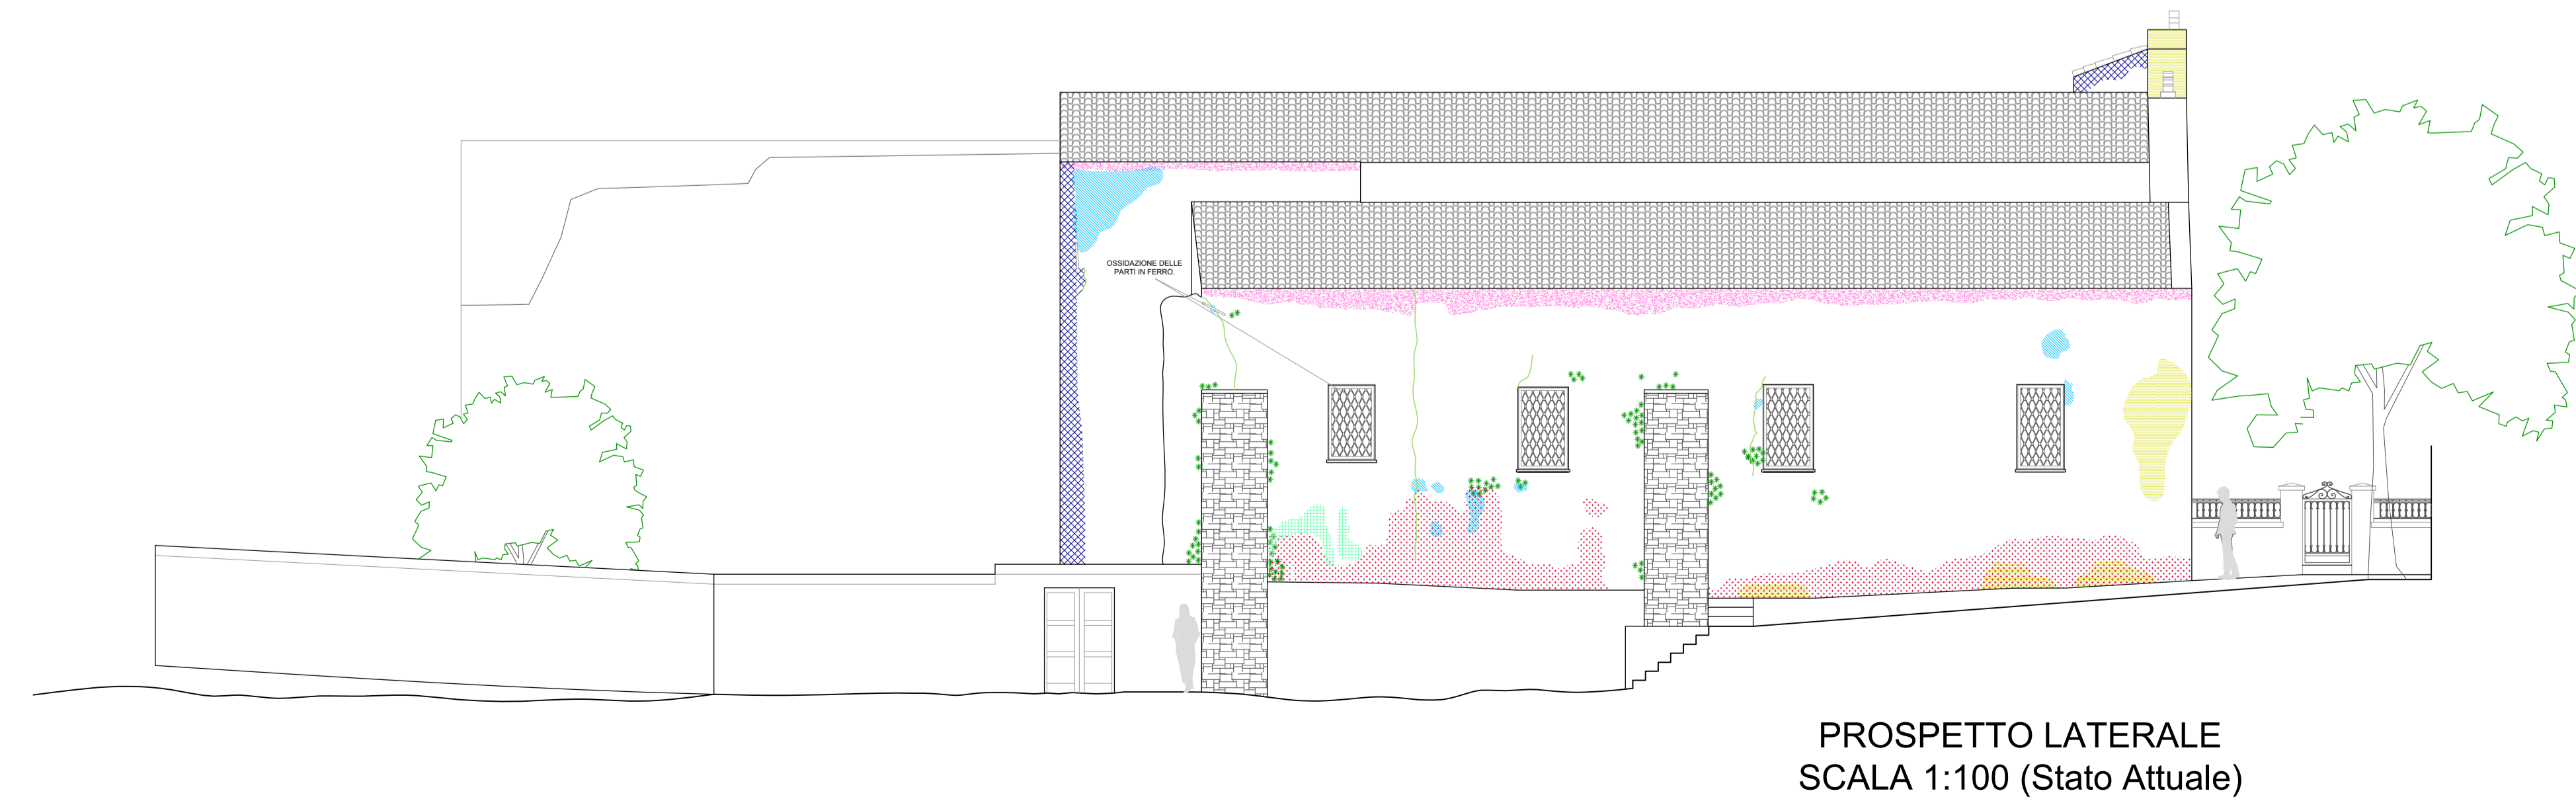 OSSIDAZIONE DELLE
PARTI IN FERRO.
PROSPETTO LATERALE
SCALA 1:100 (Stato Attuale)